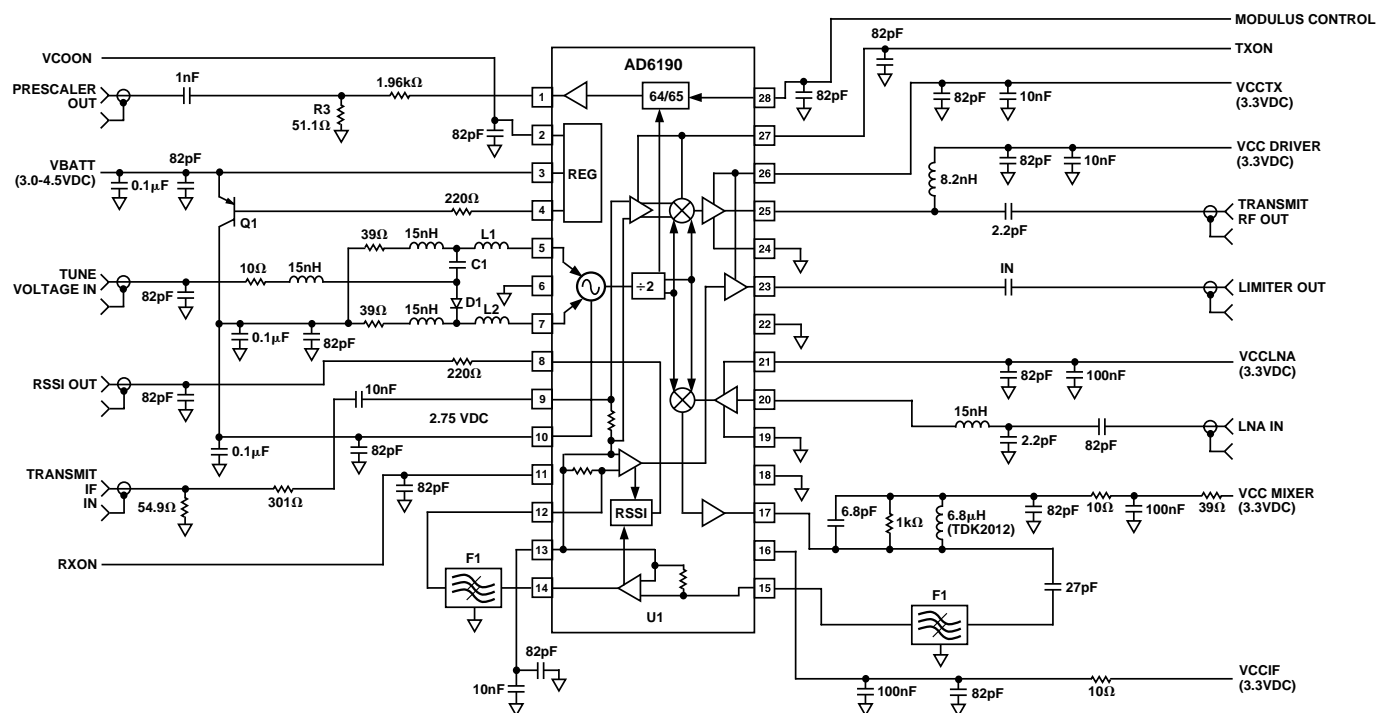 MODULUS CONTROL
VCOON
82pF
TXON
1nF
1.96kΩ
AD6190
PRESCALER
OUT
R3
51.1Ω
1
64/65
28
82pF
82pF
10nF
VCCTX
(3.3VDC)
82pF
2
27
VBATT
(3.0-4.5VDC)
82pF
0.1μF
3
REG
26
82pF
10nF
VCC DRIVER
(3.3VDC)
8.2nH
Q1
220Ω
4
25
2.2pF
TRANSMIT
RF OUT
39Ω
15nH
L1
5
24
TUNE
VOLTAGE IN
10Ω
15nH
C1
6
÷2
23
IN
LIMITER OUT
82pF
D1
39Ω
15nH
L2
7
22
0.1μF
82pF
RSSI OUT
220Ω
8
21
82pF
100nF
VCCLNA
(3.3VDC)
82pF
10nF
9
20
15nH
LNA IN
2.75 VDC
2.2pF
82pF
10
19
0.1μF
82pF
TRANSMIT
IF
IN
54.9Ω
301Ω
11
18
82pF
12
RSSI
17
6.8pF
1kΩ
6.8μH
(TDK2012)
82pF
10Ω
100nF
39Ω
VCC MIXER
(3.3VDC)
RXON
13
16
F1
14
15
27pF
U1
F1
82pF
10nF
100nF
82pF
10Ω
VCCIF
(3.3VDC)